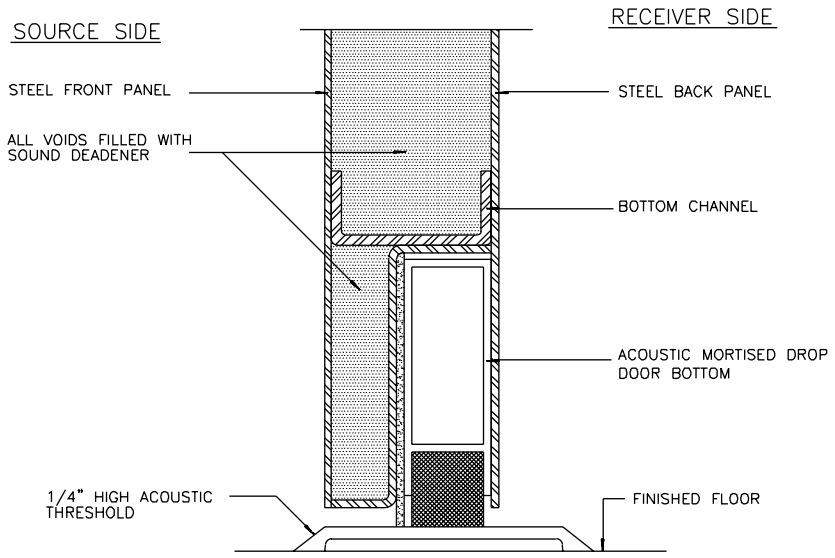 SOURCE SIDE
RECEIVER SIDE
STEEL FRONT PANEL
STEEL BACK PANEL
ALL VOIDS FILLED WITH
SOUND DEADENER
BOTTOM CHANNEL
ACOUSTIC MORTISED DROP
DOOR BOTTOM
1/4" HIGH ACOUSTIC
THRESHOLD
FINISHED FLOOR